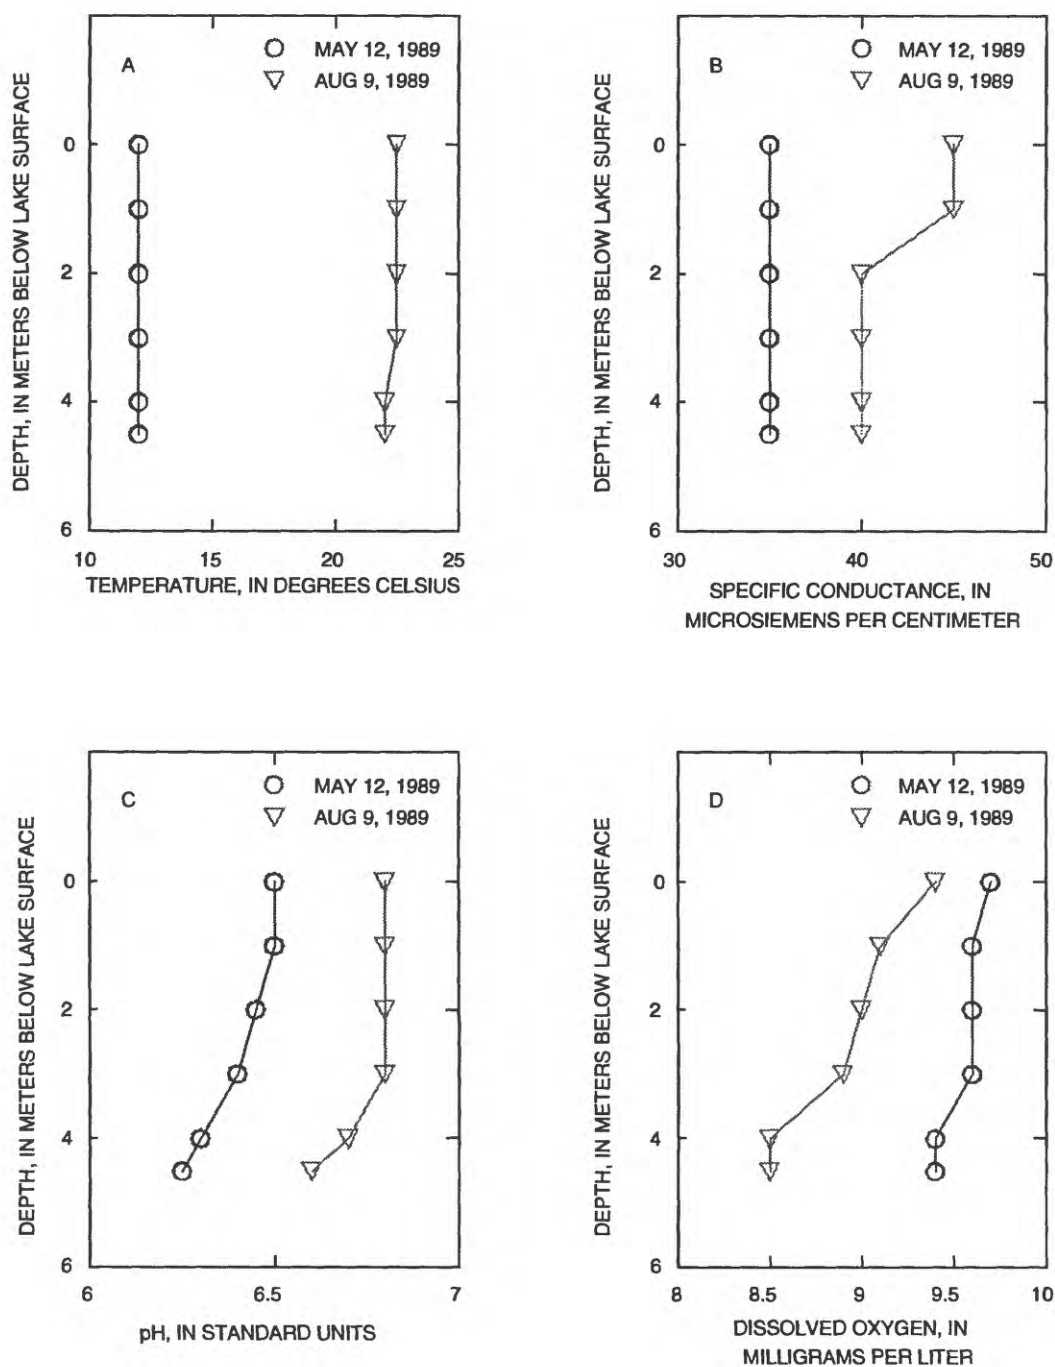 A
MAY 12, 1989
AUG 9, 1989
DEPTH, IN METERS BELOW LAKE SURFACE
0
2
4
6
10 15 20 25
TEMPERATURE, IN DEGREES CELSIUS
B
MAY 12, 1989
AUG 9, 1989
DEPTH, IN METERS BELOW LAKE SURFACE
0
2
4
6
30 40 50
SPECIFIC CONDUCTANCE, IN
MICROSIEMENS PER CENTIMETER
C
MAY 12, 1989
AUG 9, 1989
DEPTH, IN METERS BELOW LAKE SURFACE
0
2
4
6
6 6.5 7
pH, IN STANDARD UNITS
D
MAY 12, 1989
AUG 9, 1989
DEPTH, IN METERS BELOW LAKE SURFACE
0
2
4
6
8 8.5 9 9.5 10
DISSOLVED OXYGEN, IN
MILLIGRAMS PER LITER